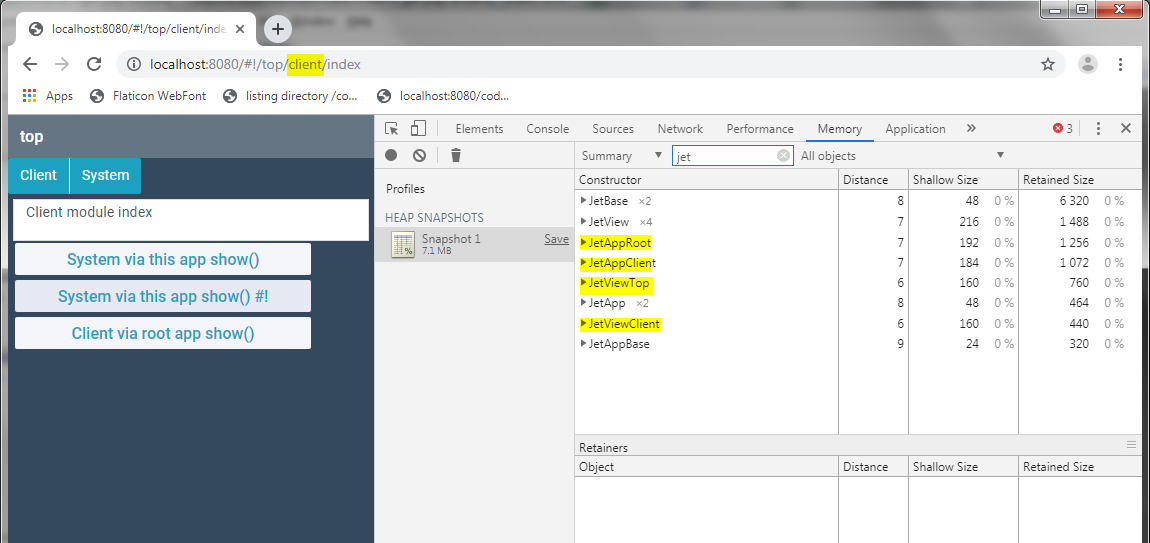 localhost:8080/#!/top/client/inde
localhost:8080/#!/top/client/index
Apps Flaticon WebFont listing directory /co... localhost:8080/cod...
top
Client System
Client module index
System via this app show()
System via this app show() #!
Client via root app show()
Elements Console Sources Network Performance Memory Application » 3
Profiles
HEAP SNAPSHOTS
Snapshot 1 Save
7.1 MB
Summary ▼ jet All objects ▼
Constructor Distance Shallow Size Retained Size
JetBase ×2 8 48 0 % 6 320 0 %
JetView ×4 7 216 0 % 1 488 0 %
JetAppRoot 7 192 0 % 1 256 0 %
JetAppClient 7 184 0 % 1 072 0 %
JetViewTop 6 160 0 % 760 0 %
JetApp ×2 8 48 0 % 464 0 %
JetViewClient 6 160 0 % 440 0 %
JetAppBase 9 24 0 % 320 0 %
Retainers
Object Distance Shallow Size Retained Size